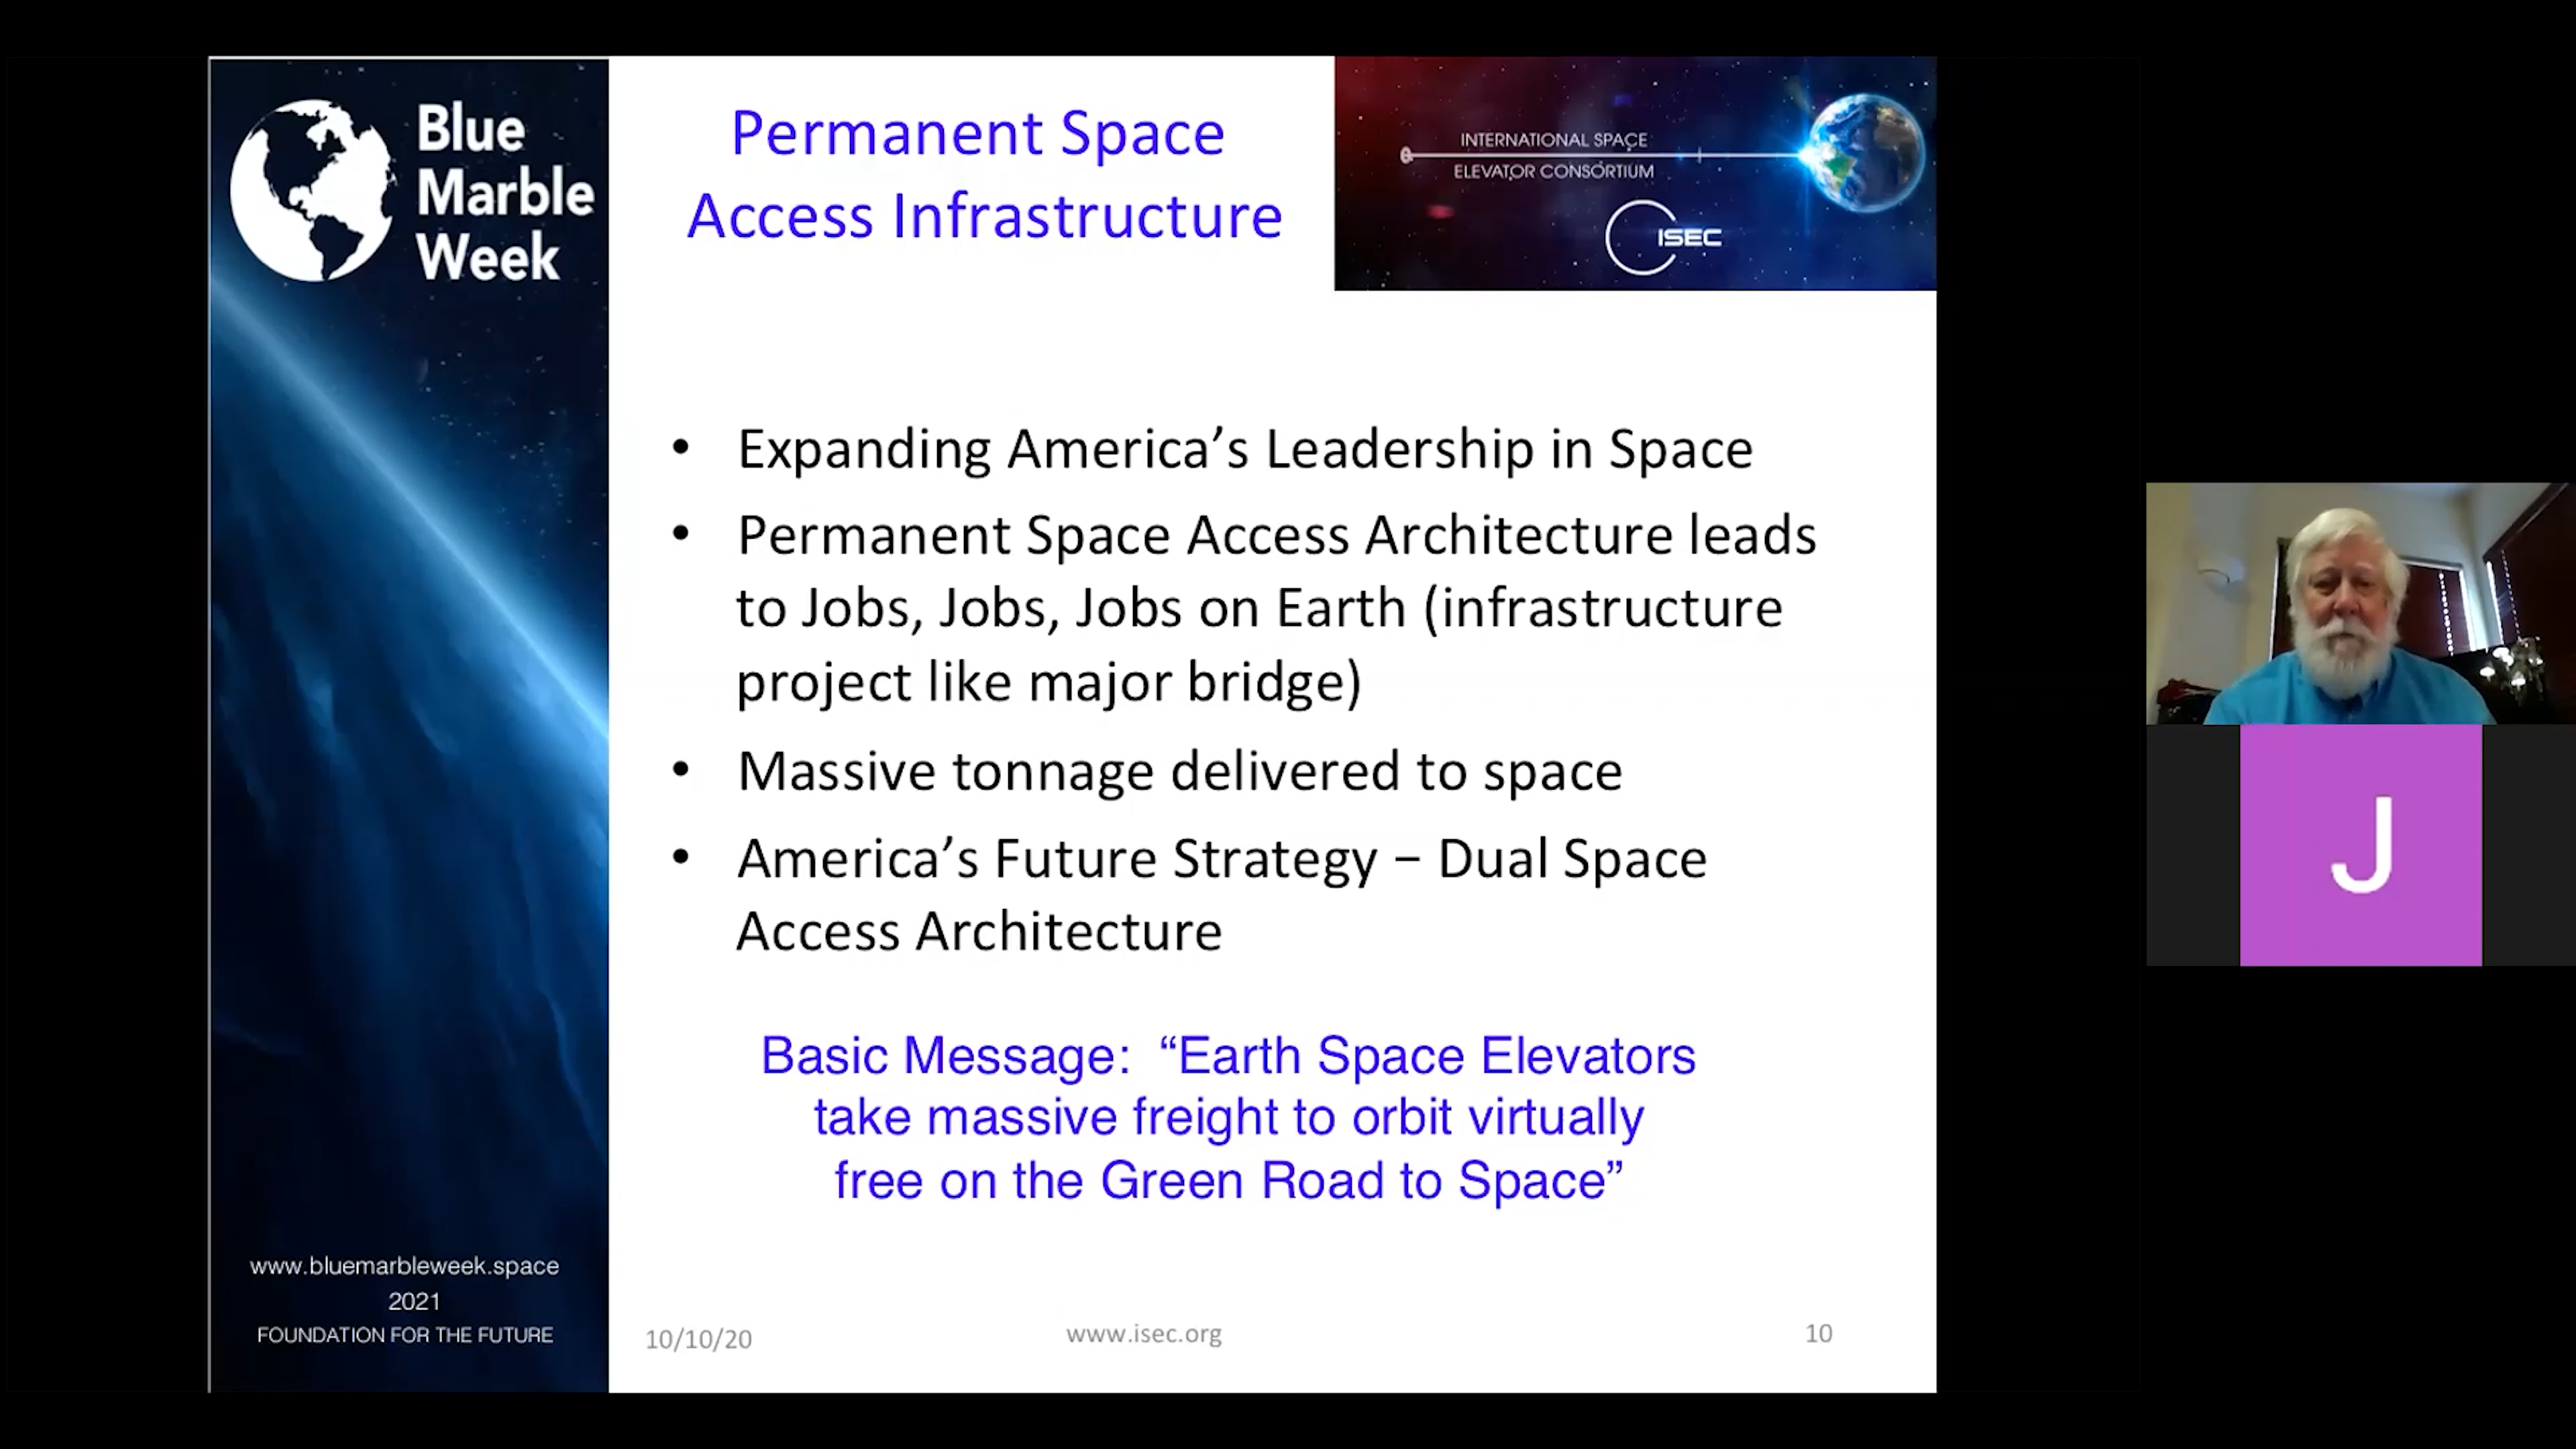 Blue
Marble
Week
Permanent Space
Access Infrastructure
INTERNATIONAL SPACE
ELEVATOR CONSORTIUM
ISEC
• Expanding America’s Leadership in Space
• Permanent Space Access Architecture leads
to Jobs, Jobs, Jobs on Earth (infrastructure
project like major bridge)
• Massive tonnage delivered to space
• America’s Future Strategy – Dual Space
Access Architecture
Basic Message:  “Earth Space Elevators
take massive freight to orbit virtually
free on the Green Road to Space”
www.bluemarbleweek.space
2021
FOUNDATION FOR THE FUTURE
10/10/20
www.isec.org
10
J